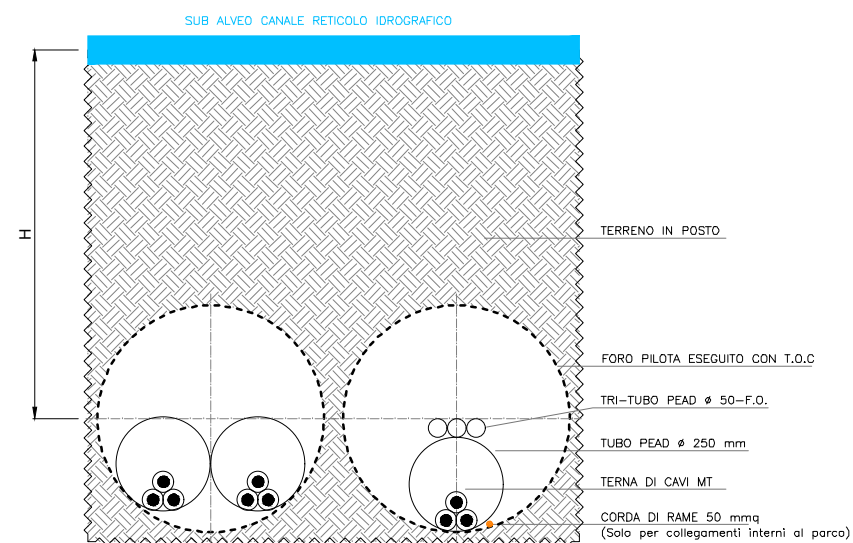 SUB ALVEO CANALE RETICOLO IDROGRAFICO
H
TERRENO IN POSTO
FORO PILOTA ESEGUITO CON T.O.C
TRI-TUBO PEAD ø 50-F.O.
TUBO PEAD ø 250 mm
TERNA DI CAVI MT
CORDA DI RAME 50 mmq
(Solo per collegamenti interni al parco)